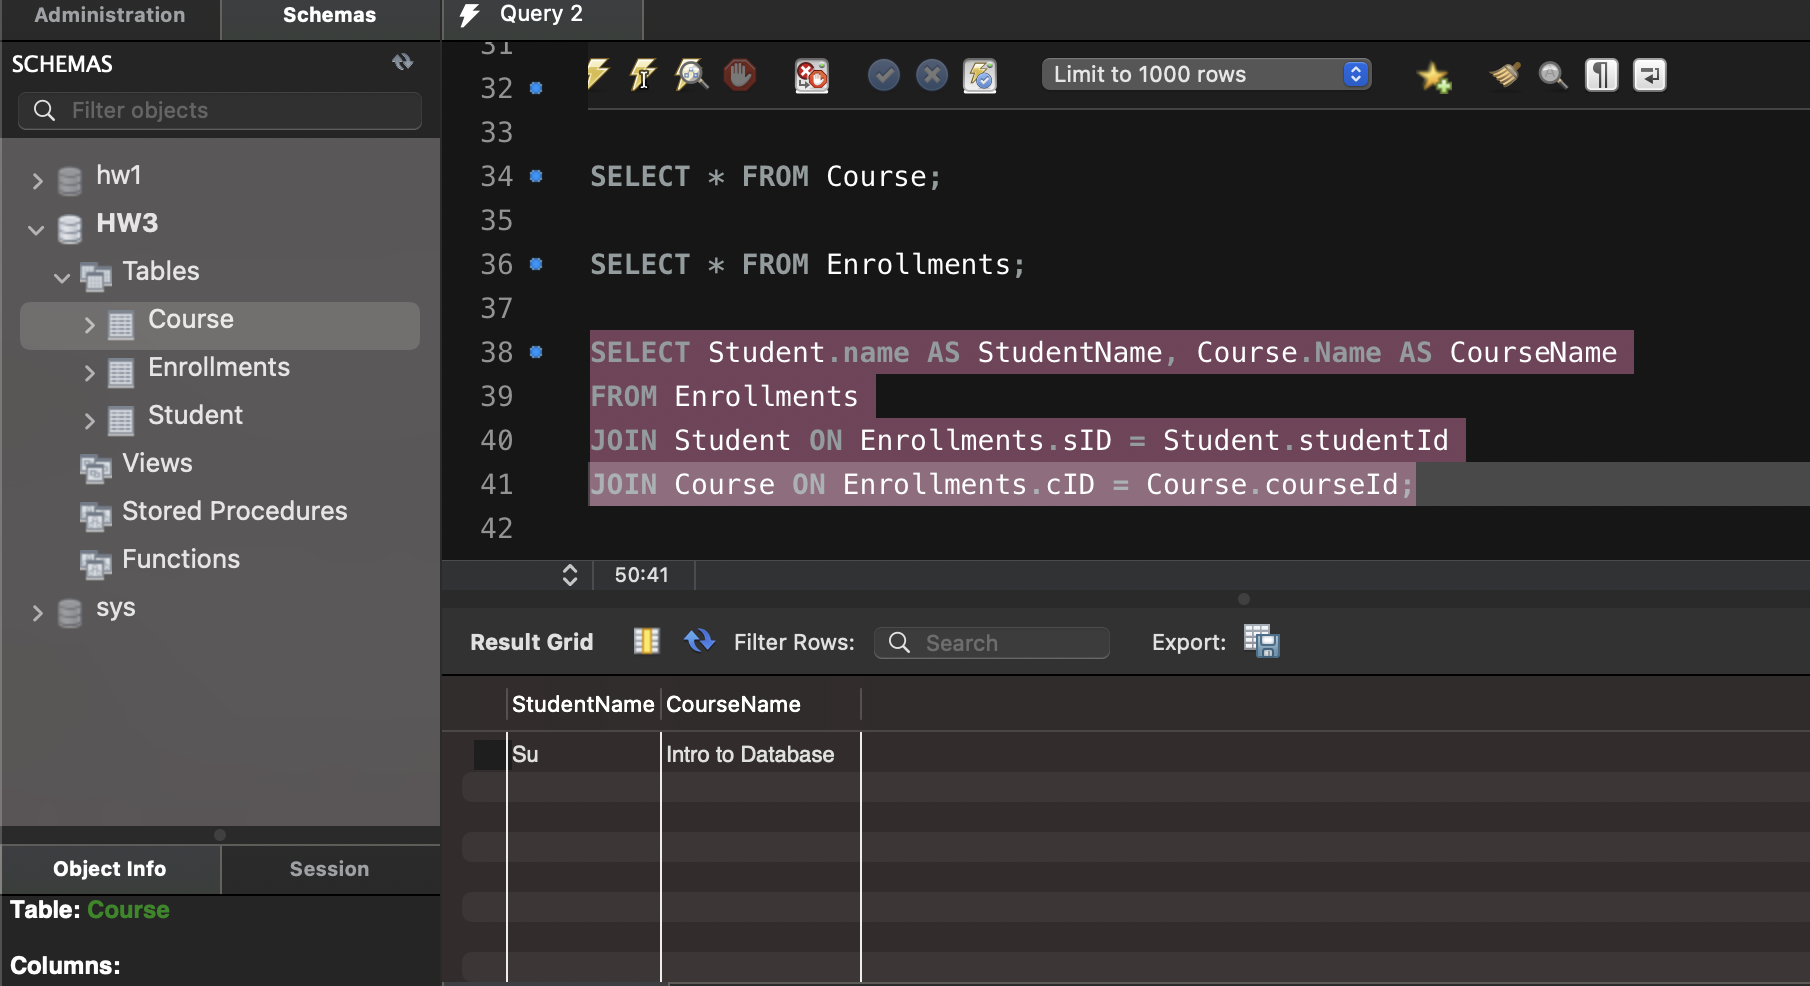 Administration
Schemas
Query 2
SCHEMAS
Filter objects
hw1
HW3
Tables
Course
Enrollments
Student
Views
Stored Procedures
Functions
sys
Object Info
Session
Table: Course
Columns:
31
Limit to 1000 rows
32
33
34 SELECT * FROM Course;
35
36 SELECT * FROM Enrollments;
37
38 SELECT Student.name AS StudentName, Course.Name AS CourseName
39 FROM Enrollments
40 JOIN Student ON Enrollments.sID = Student.studentId
41 JOIN Course ON Enrollments.cID = Course.courseId;
42
50:41
Result Grid
Filter Rows:
Search
Export:
StudentName CourseName
Su Intro to Database